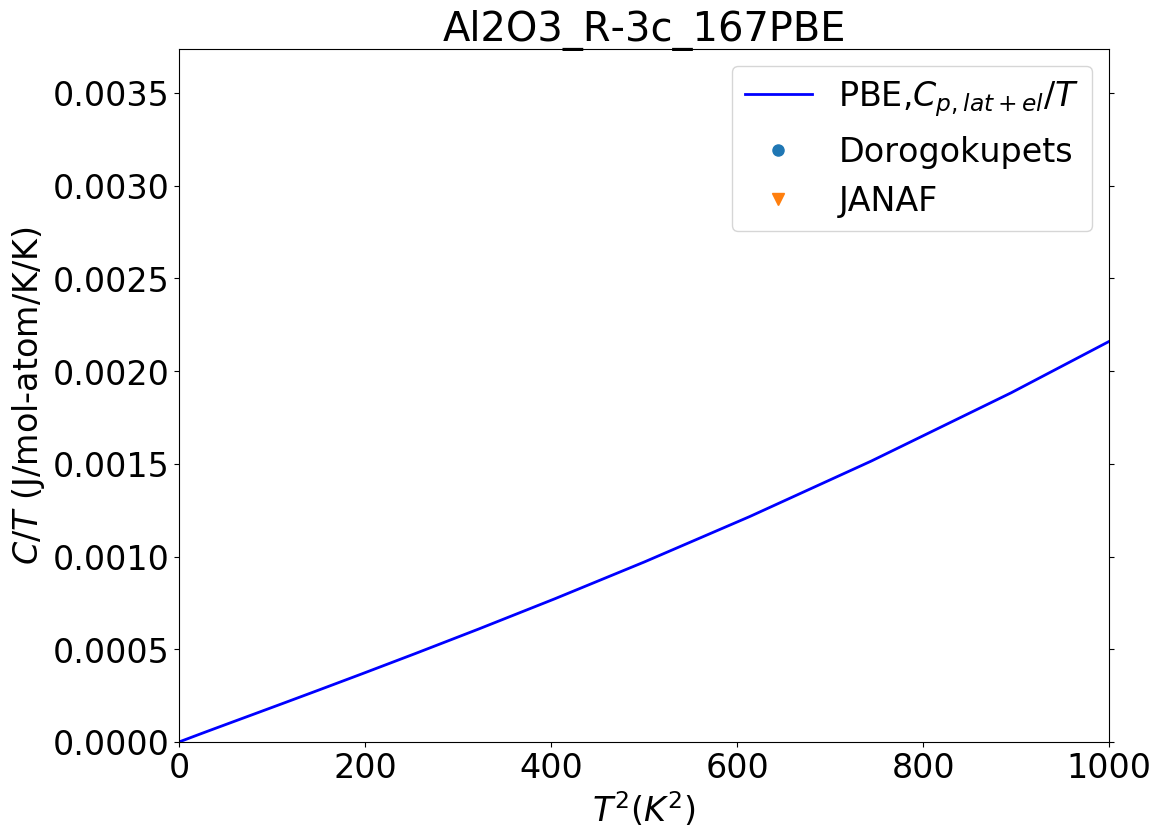 Al2O3_R-3c_167PBE
PBE,C_{p, lat+el}/T
Dorogokupets
JANAF
C/T (J/mol-atom/K/K)
0.0035
0.0030
0.0025
0.0020
0.0015
0.0010
0.0005
0.0000
0 200 400 600 800 1000
T^2(K^2)